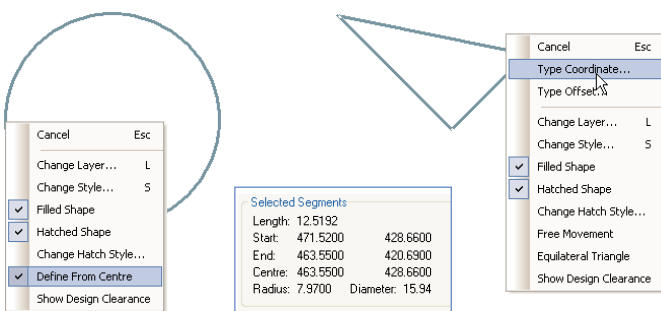 Cancel Esc
Change Layer... L
Change Style... S
Filled Shape
Hatched Shape
Change Hatch Style...
Define From Centre
Show Design Clearance
Selected Segments
Length: 12.5192
Start: 471.5200 428.6600
End: 463.5500 420.6900
Centre: 463.5500 428.6600
Radius: 7.9700 Diameter: 15.94
Cancel Esc
Type Coordinate...
Type Offset...
Change Layer... L
Change Style... S
Filled Shape
Hatched Shape
Change Hatch Style...
Free Movement
Equilateral Triangle
Show Design Clearance